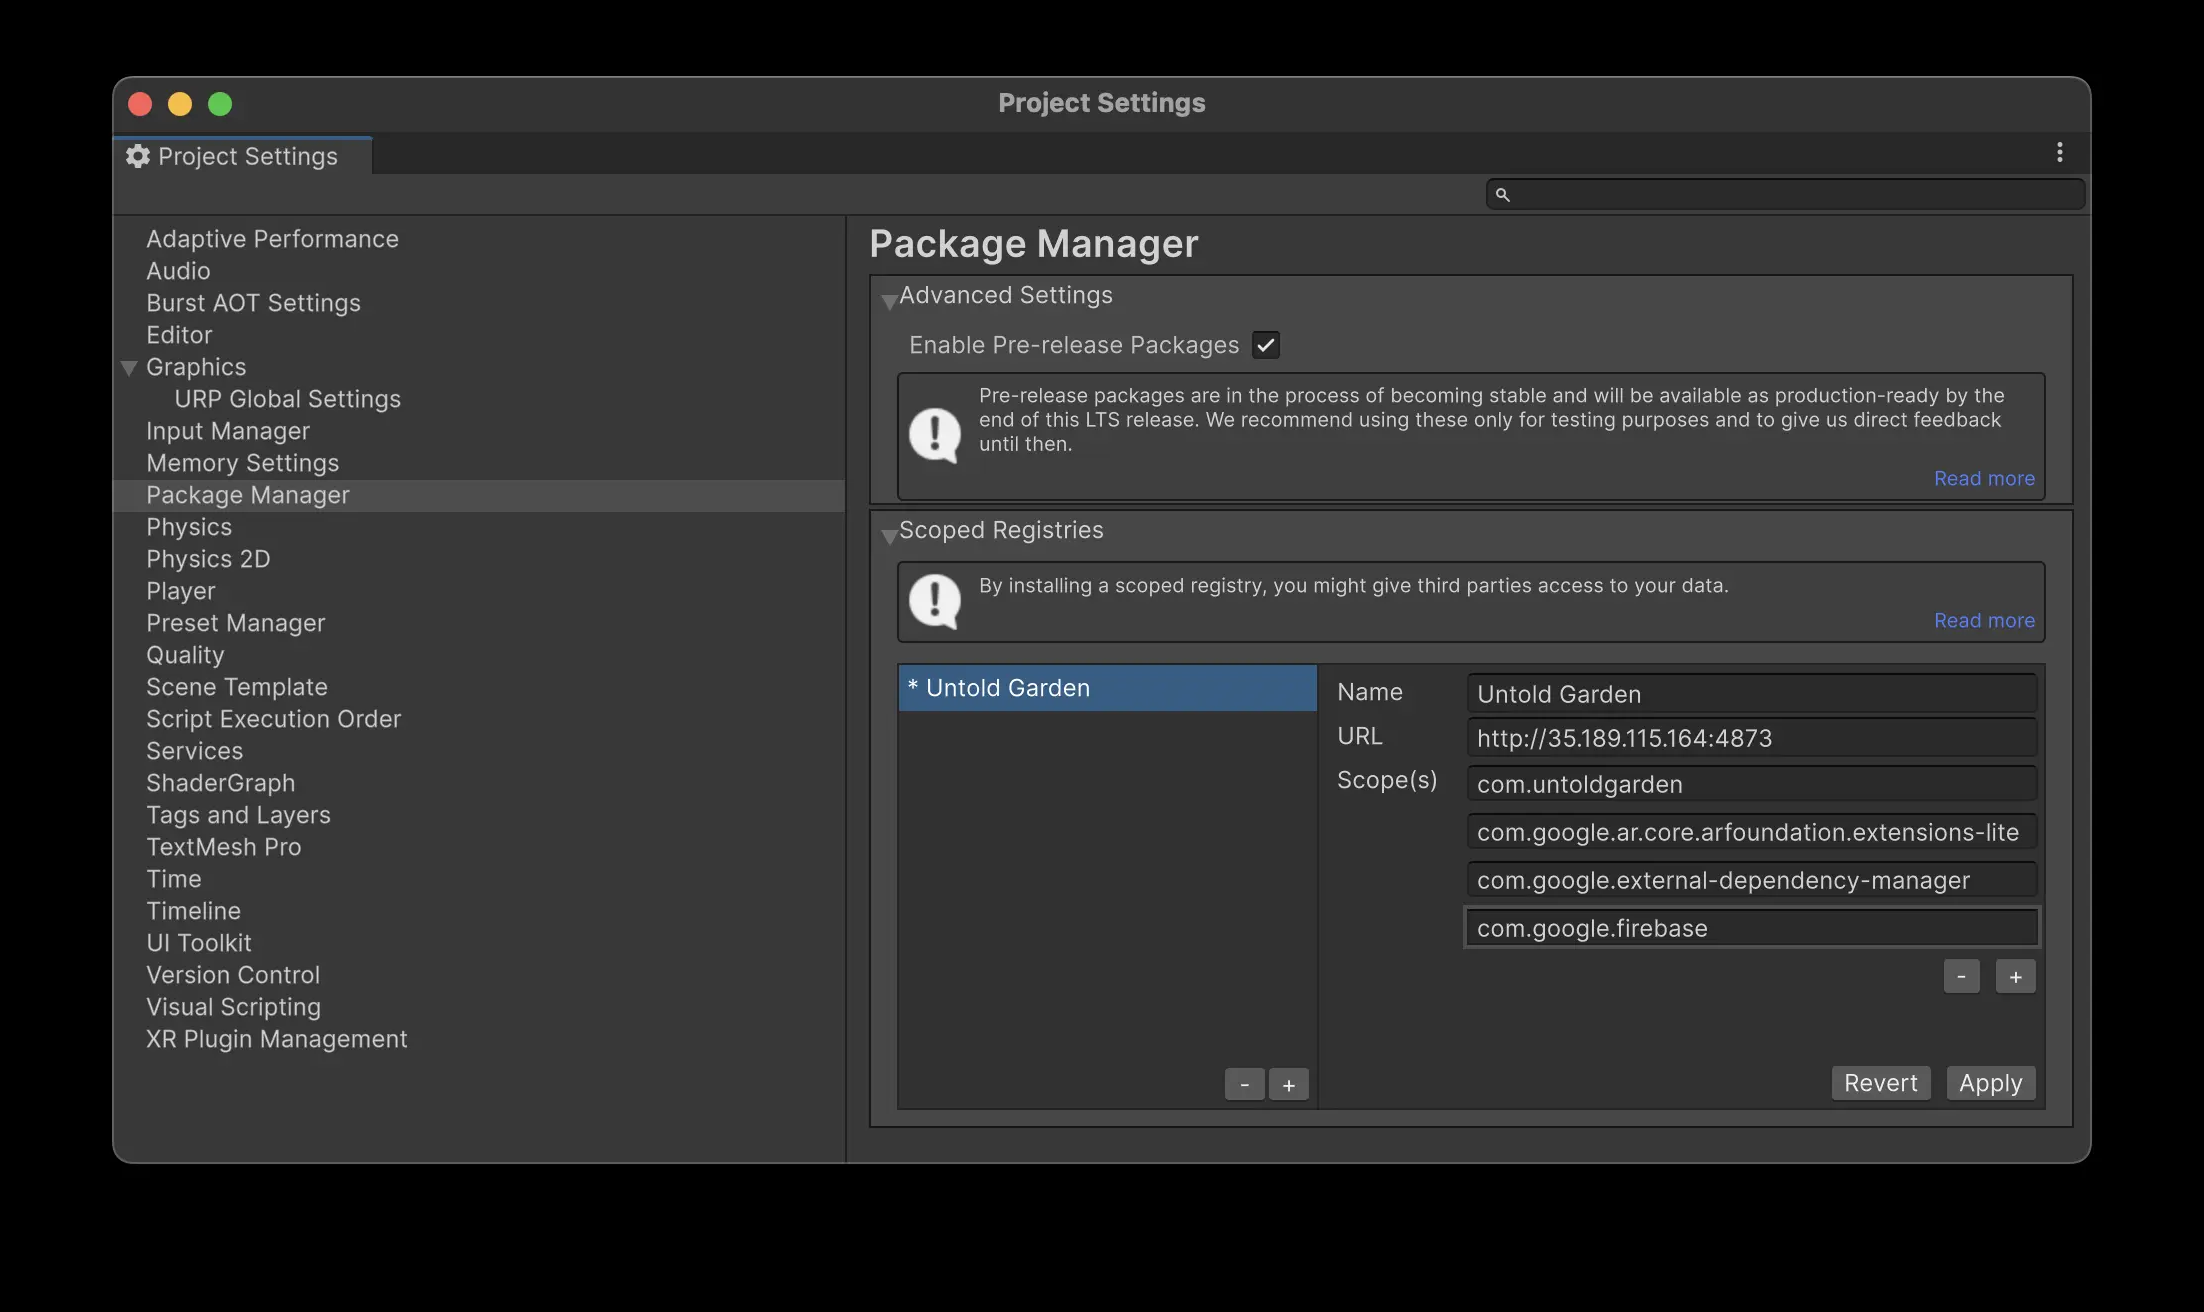 Project Settings
Project Settings
Adaptive Performance
Audio
Burst AOT Settings
Editor
Graphics
URP Global Settings
Input Manager
Memory Settings
Package Manager
Physics
Physics 2D
Player
Preset Manager
Quality
Scene Template
Script Execution Order
Services
ShaderGraph
Tags and Layers
TextMesh Pro
Time
Timeline
UI Toolkit
Version Control
Visual Scripting
XR Plugin Management
Package Manager
Advanced Settings
Enable Pre-release Packages
Pre-release packages are in the process of becoming stable and will be available as production-ready by the
end of this LTS release. We recommend using these only for testing purposes and to give us direct feedback
until then.
Read more
Scoped Registries
By installing a scoped registry, you might give third parties access to your data.
Read more
* Untold Garden
- +
Name Untold Garden
URL http://35.189.115.164:4873
Scope(s) com.untoldgarden
com.google.ar.core.arfoundation.extensions-lite
com.google.external-dependency-manager
com.google.firebase
- +
Revert Apply